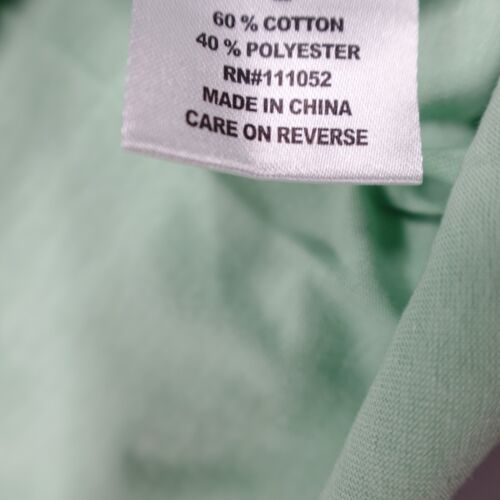 60 % COTTON
40 % POLYESTER
RN#111052
MADE IN CHINA
CARE ON REVERSE